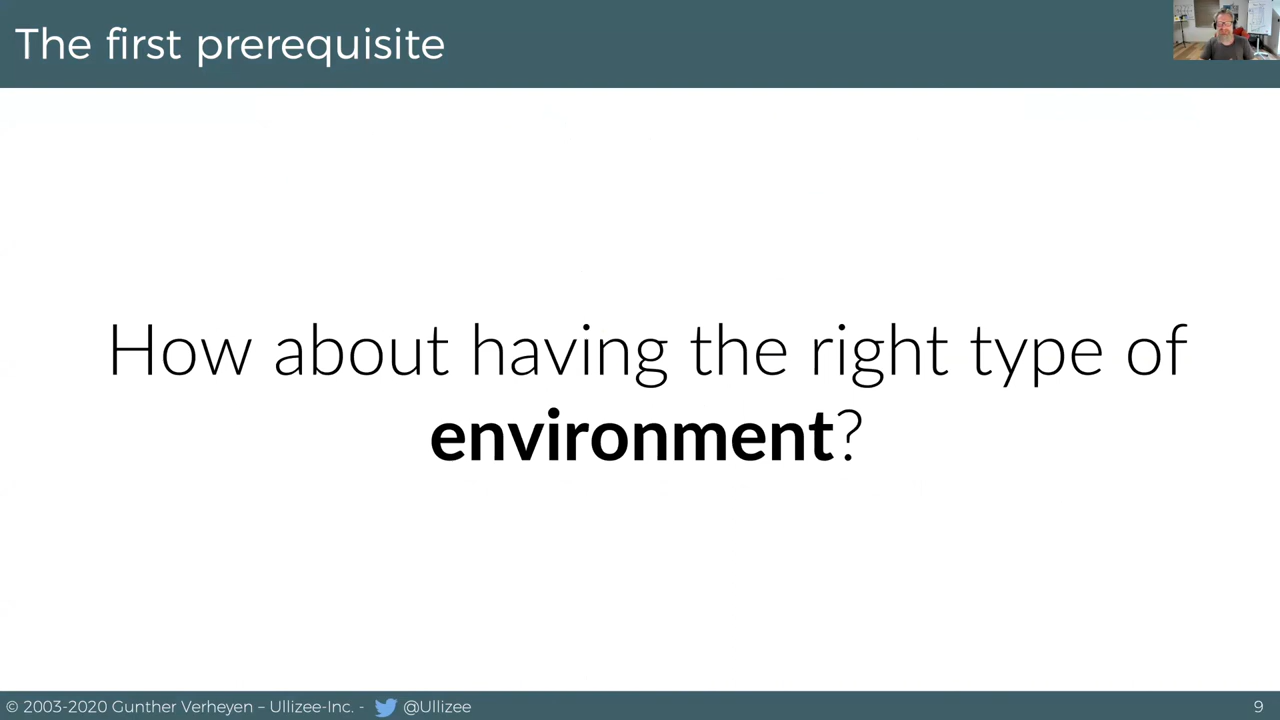 The first prerequisite
How about having the right type of
environment?
© 2003-2020 Gunther Verheyen – Ullizee-Inc. - @Ullizee
9